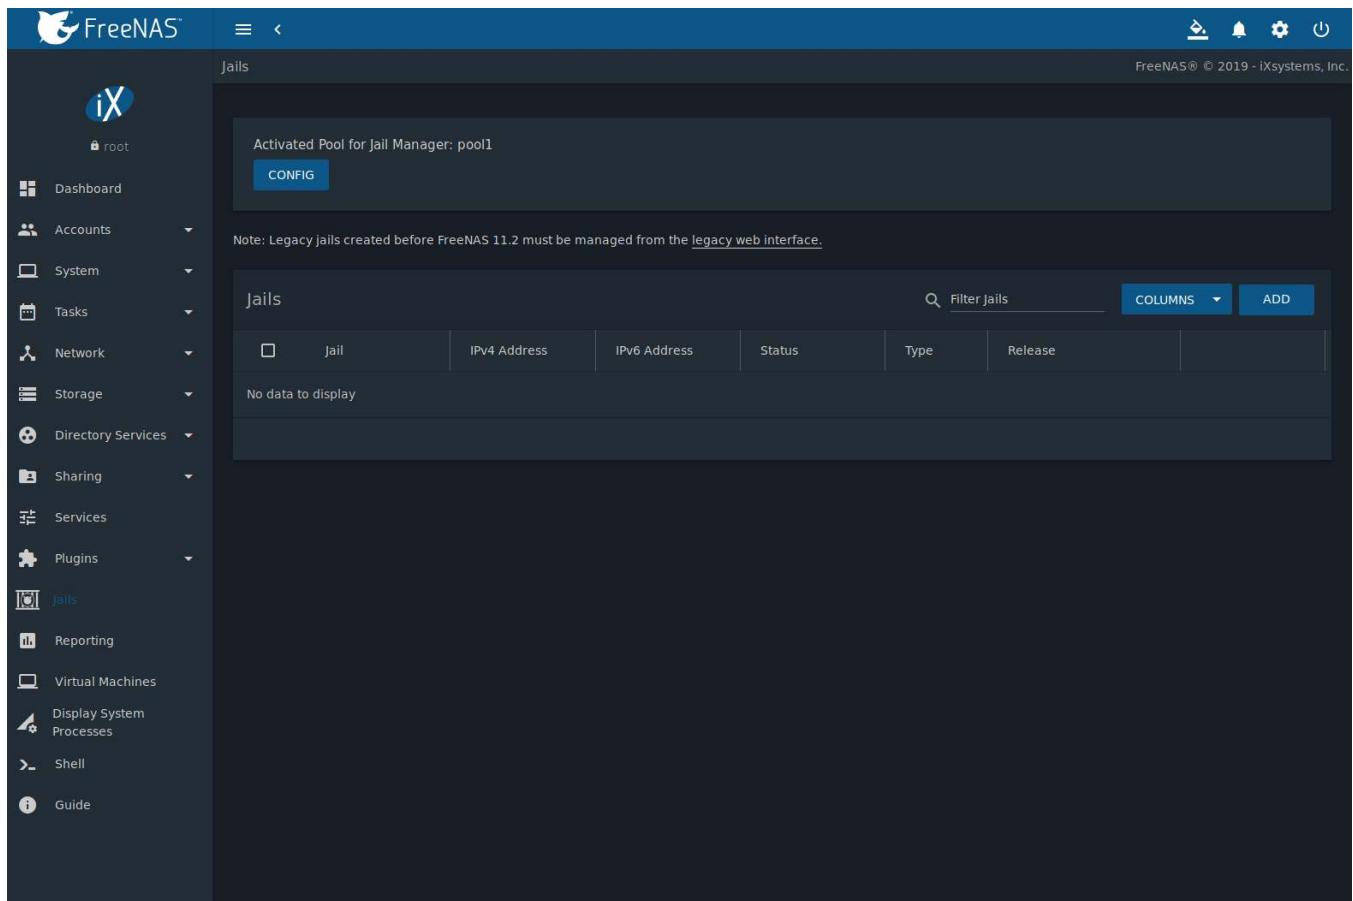 FreeNAS™
Jails
FreeNAS® © 2019 - iXsystems, Inc.
iX
root
Dashboard
Accounts
System
Tasks
Network
Storage
Directory Services
Sharing
Services
Plugins
Jails
Reporting
Virtual Machines
Display System
Processes
Shell
Guide
Activated Pool for Jail Manager: pool1
CONFIG
Note: Legacy jails created before FreeNAS 11.2 must be managed from the legacy web interface.
Jails
Filter Jails
COLUMNS
ADD
Jail IPv4 Address IPv6 Address Status Type Release
No data to display